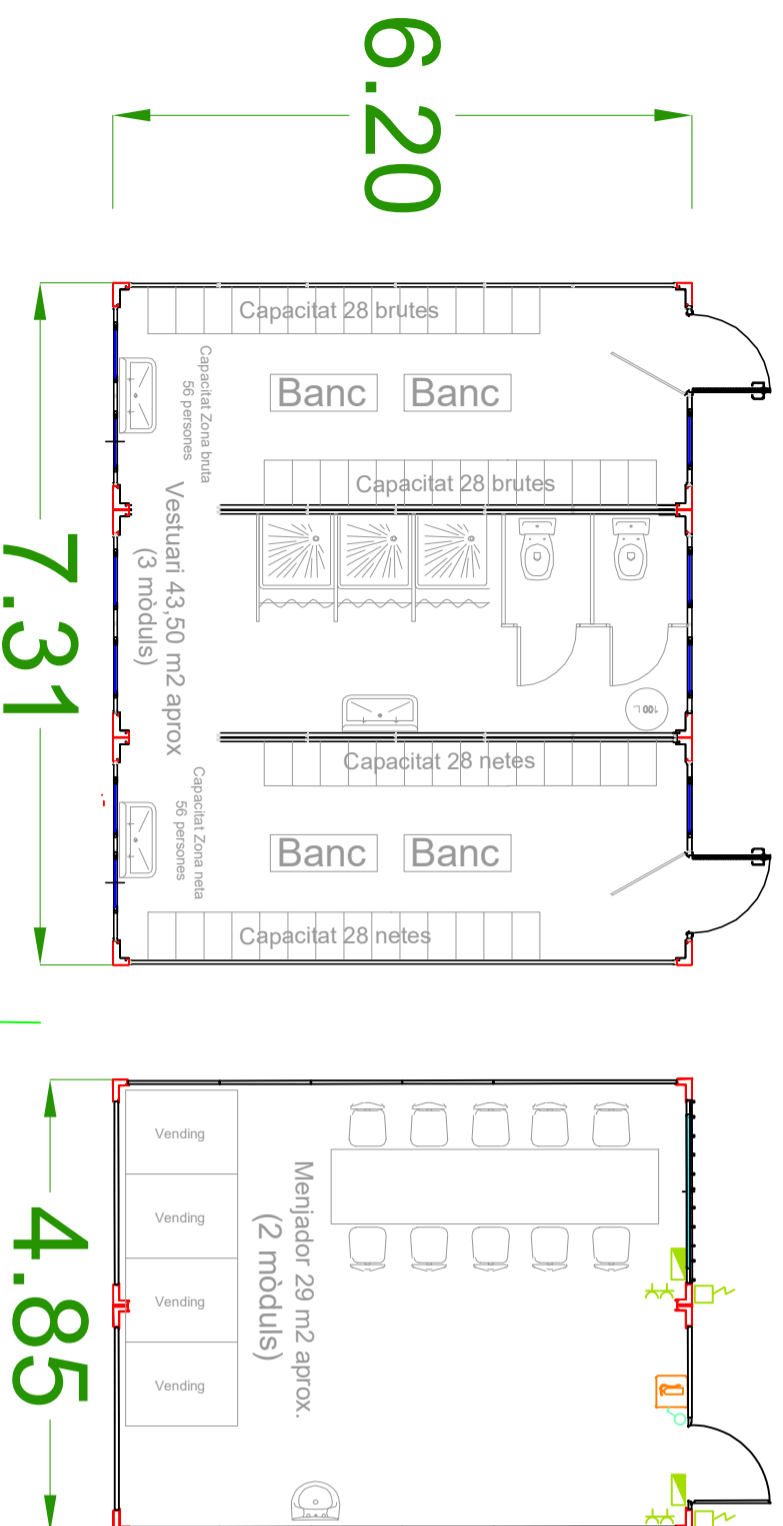 6.20
Capacitat 28 brutes
Capacitat Zona bruta
56 persones
Banc
Banc
Capacitat 28 brutes
Vestuari 43,50 m2 aprox
(3 mòduls)
7.31
100 L.
Capacitat 28 netes
Capacitat Zona neta
56 persones
Banc
Banc
Capacitat 28 netes
Vending
Vending
Vending
Vending
Menjador 29 m2 aprox.
(2 mòduls)
4.85